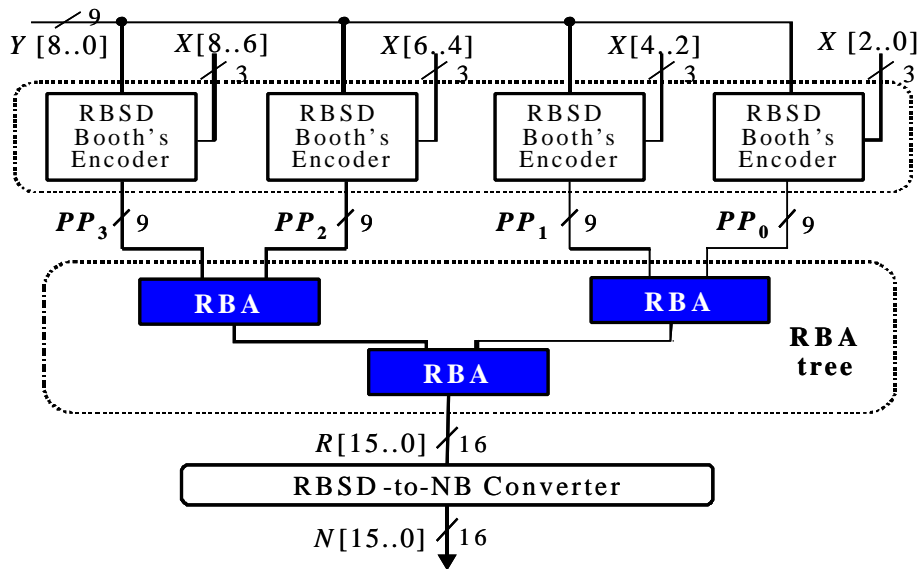 9
Y [8..0] X[8..6] X[6..4] X[4..2] X [2..0]
3 3 3 3
RBSD Booth's Encoder
RBSD Booth's Encoder
RBSD Booth's Encoder
RBSD Booth's Encoder
PP3 9 PP2 9 PP1 9 PP0 9
RBA RBA
RBA
RBA
tree
R[15..0] 16
RBSD-to-NB Converter
N[15..0] 16